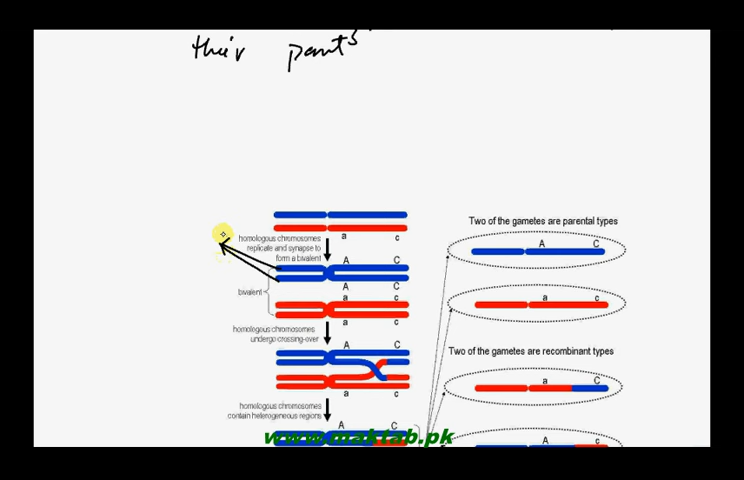 their parts
a c
homologous chromosomes
replicate and synapse to
form a bivalent
A C
bivalent
A C
a c
a c
homologous chromosomes
undergo crossing-over
A C
a c
homologous chromosomes
contain heterogeneous regions
A C
www.maktab.pk
Two of the gametes are parental types
A C
a c
Two of the gametes are recombinant types
a C
A c